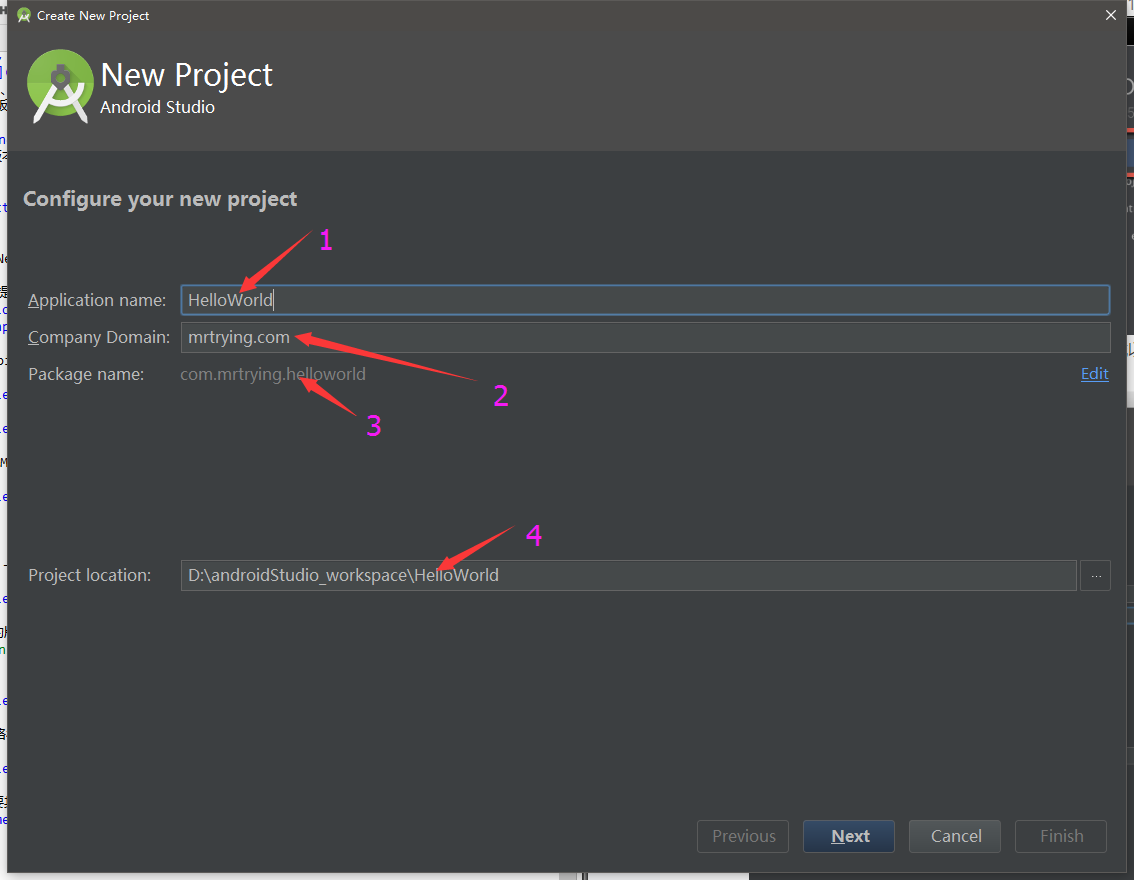 Create New Project
New Project
Android Studio
Configure your new project
1
Application name: HelloWorld
Company Domain: mrtrying.com
Package name: com.mrtrying.helloworld Edit
2
3
4
Project location: D:\androidStudio_workspace\HelloWorld ...
Previous Next Cancel Finish